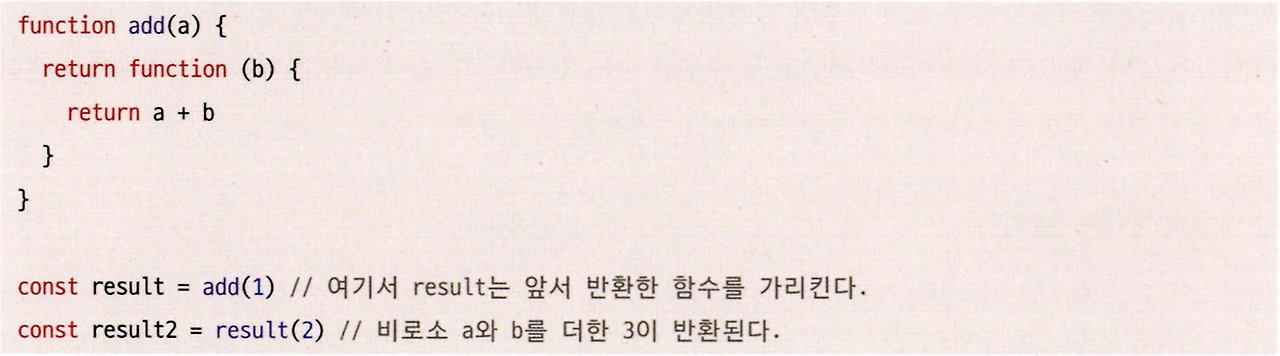 function add(a) {
  return function (b) {
    return a + b
  }
}
const result = add(1) // 여기서 result는 앞서 반환한 함수를 가리킨다.
const result2 = result(2) // 비로소 a와 b를 더한 3이 반환된다.